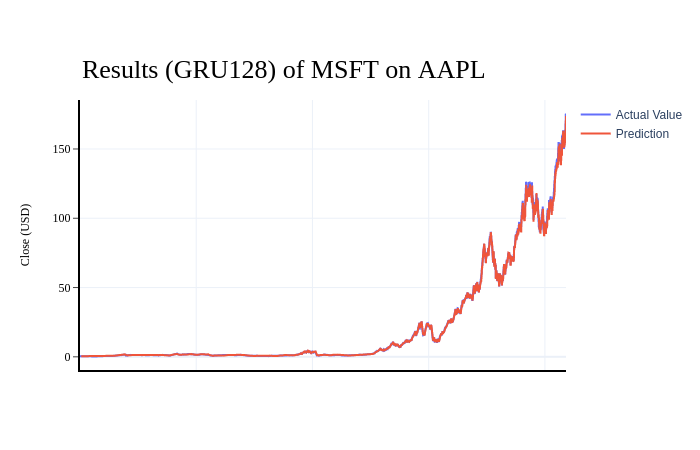 Results (GRU128) of MSFT on AAPL
Actual Value
Prediction
150
100
50
0
Close (USD)